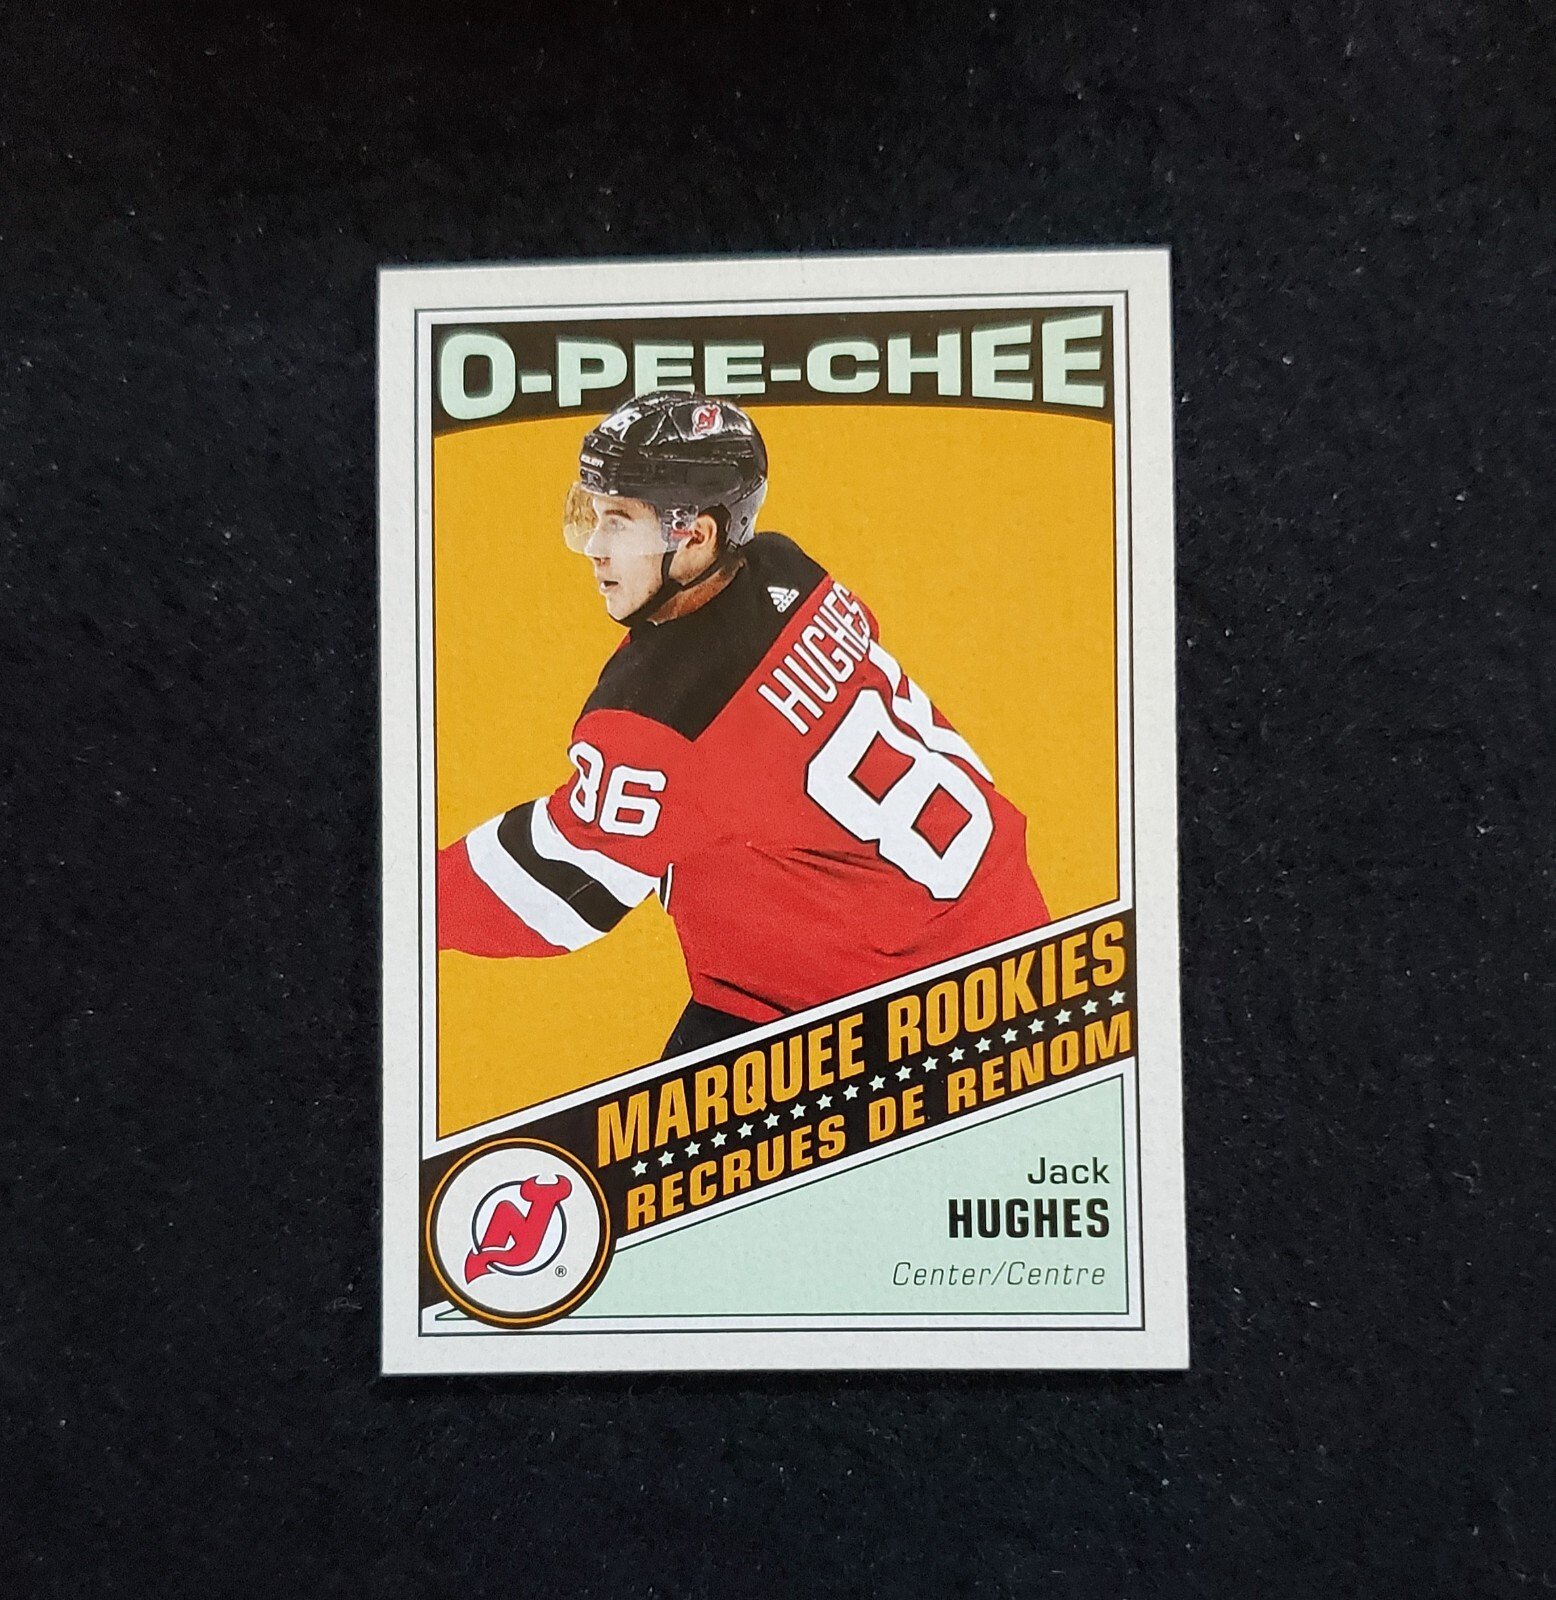 O-PEE-CHEE
HUGHES
86
86
MARQUEE ROOKIES
RECRUES DE RENOM
Jack
HUGHES
Center/Centre
®